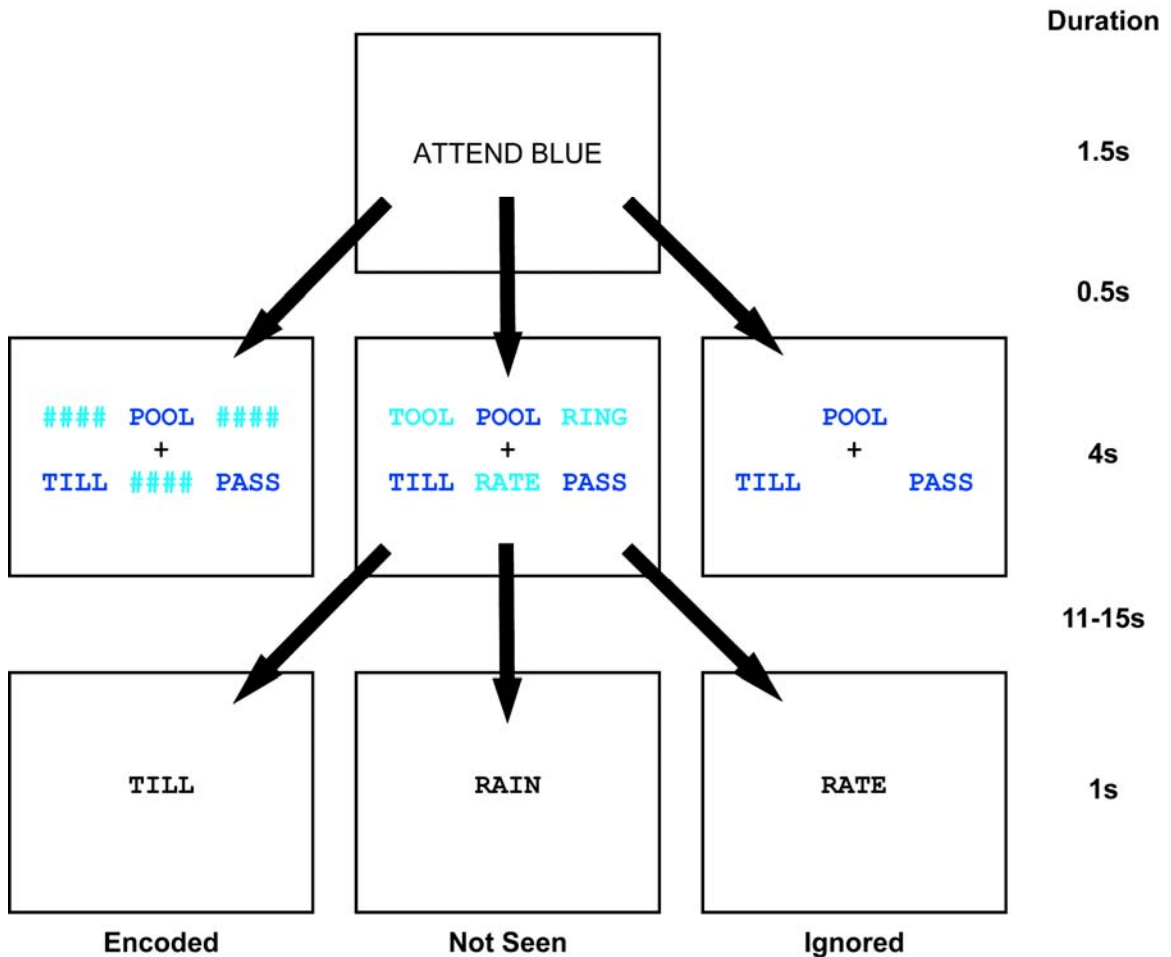 Duration
ATTEND BLUE
1.5s
0.5s
#### POOL ####
+
TILL #### PASS
TOOL POOL RING
+
TILL RATE PASS
POOL
+
TILL PASS
4s
11-15s
TILL
RAIN
RATE
1s
Encoded
Not Seen
Ignored